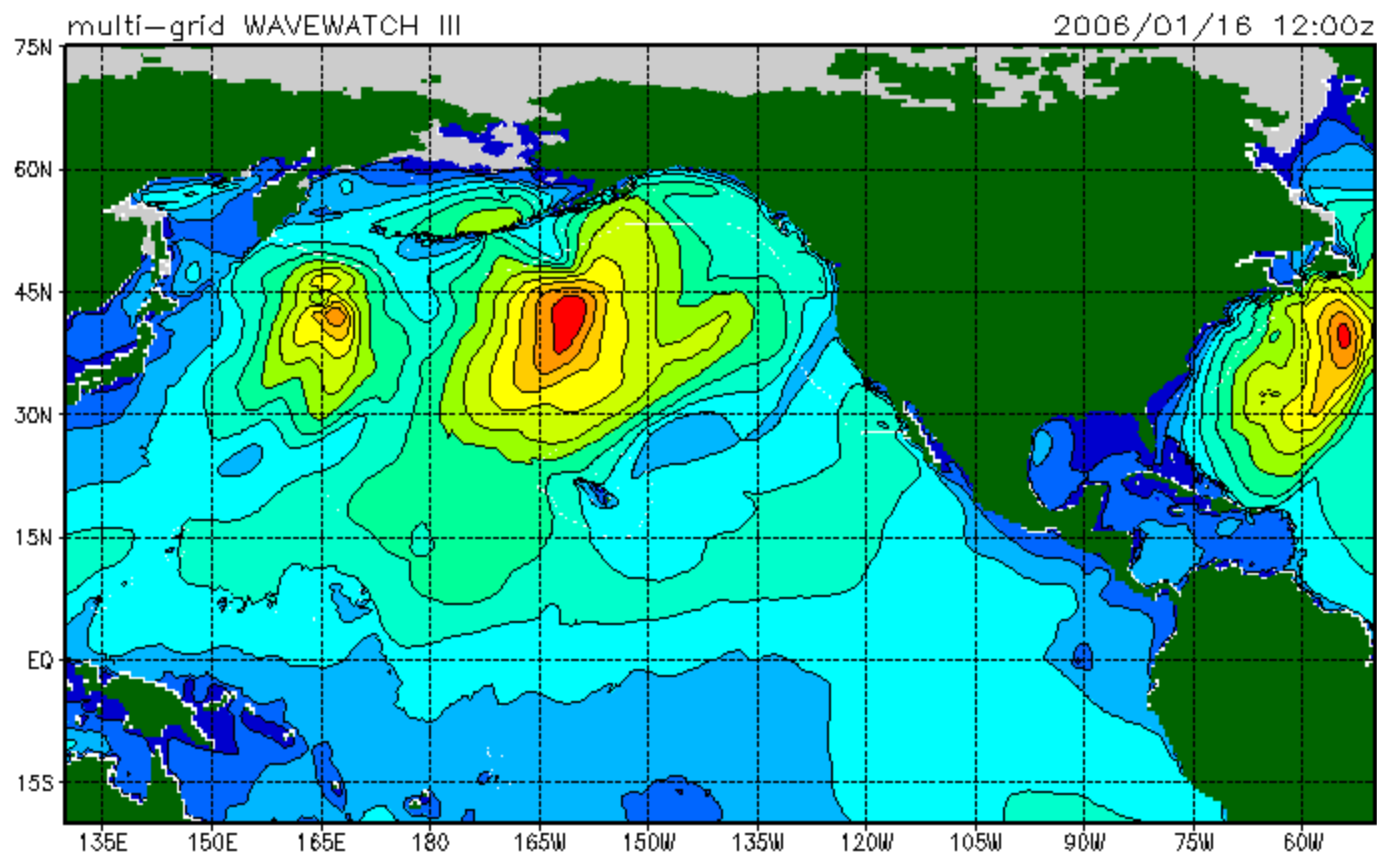 multi-grid WAVEWATCH III 2006/01/16 12:00z
75N
60N
45N
30N
15N
EQ
15S
135E 150E 165E 180 165W 150W 135W 120W 105W 90W 75W 60W